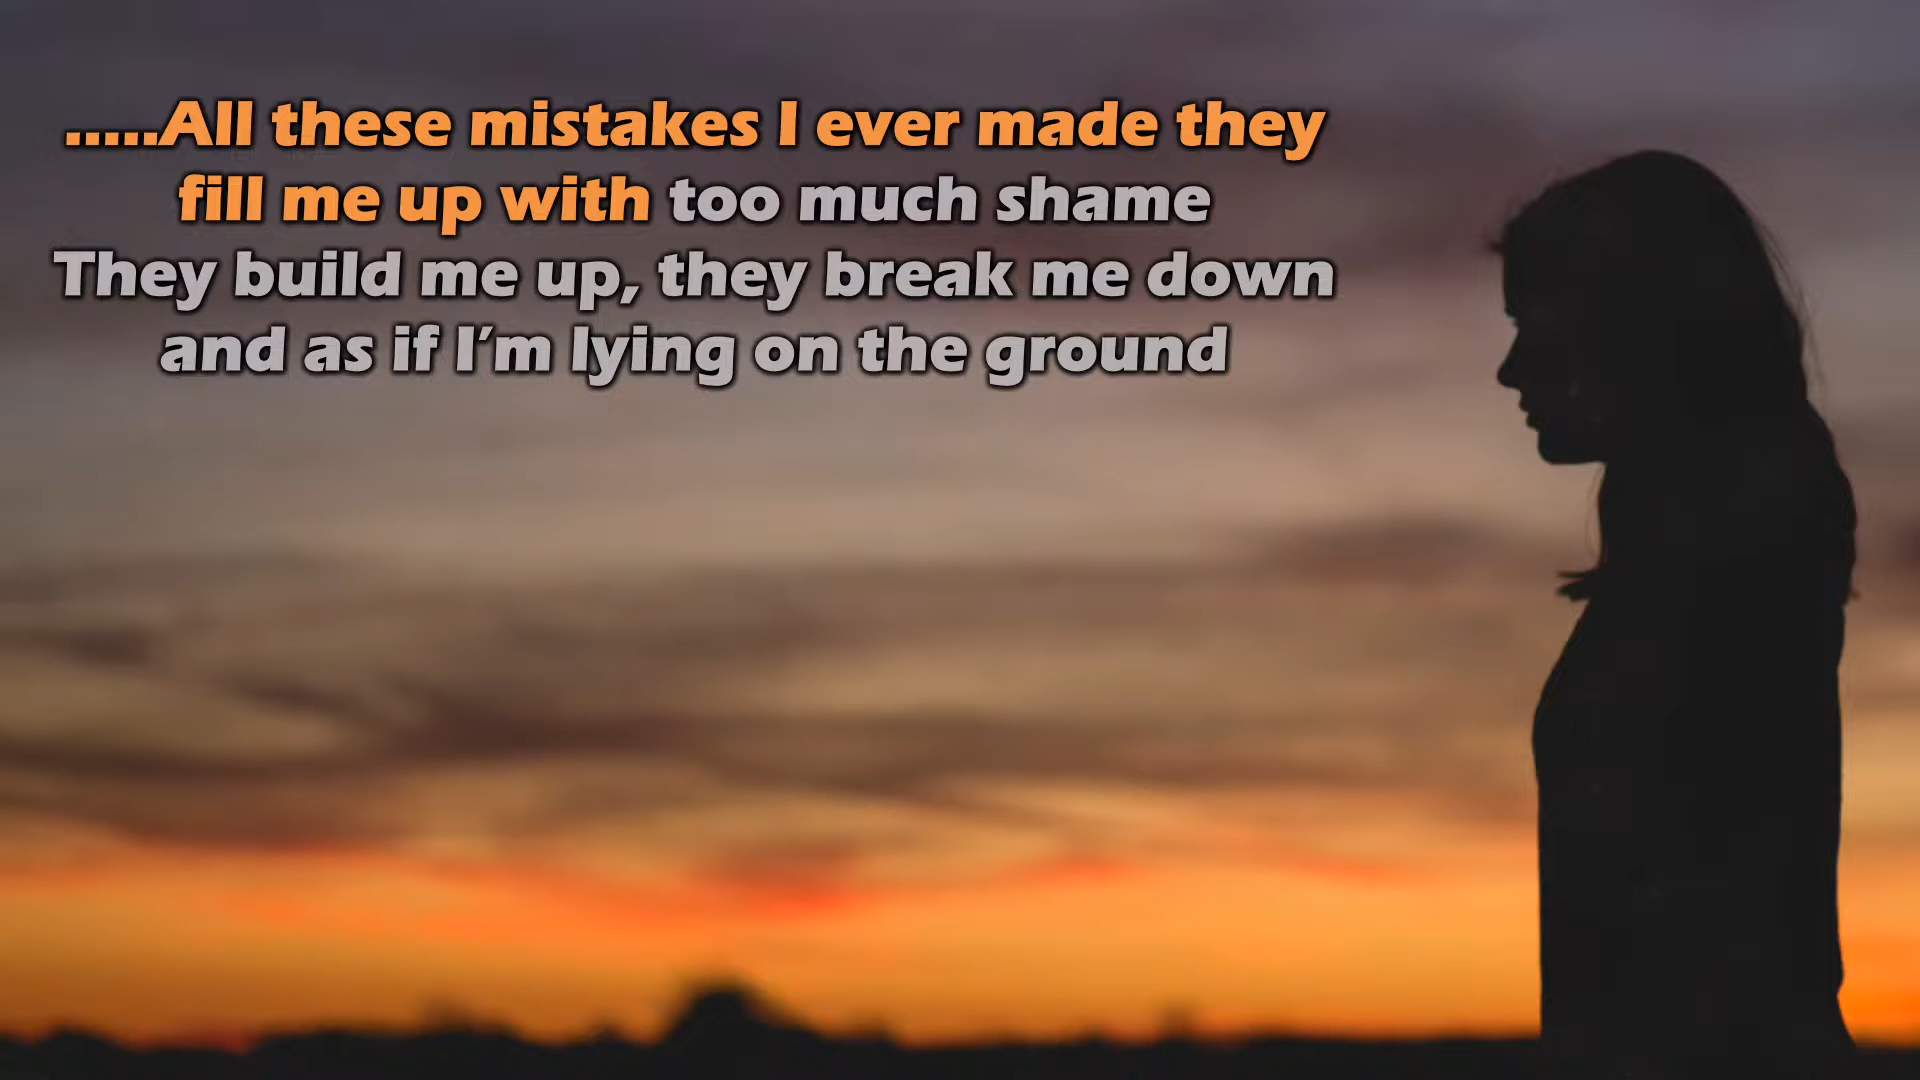 .....All these mistakes I ever made they
fill me up with too much shame
They build me up, they break me down
and as if I'm lying on the ground